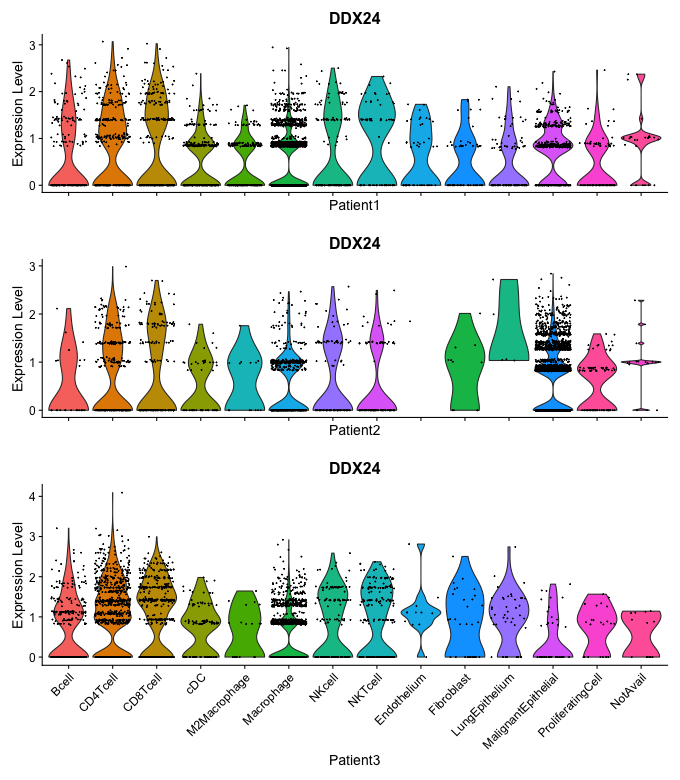 DDX24
Expression Level
3
2
1
0
Patient1
DDX24
Expression Level
3
2
1
0
Patient2
DDX24
Expression Level
4
3
2
1
0
Bcell
CD4Tcell
CD8Tcell
cDC
M2Macrophage
Macrophage
NKcell
NKTcell
Endothelium
Fibroblast
LungEpithelium
MalignantEpithelial
ProliferatingCell
NotAvail
Patient3